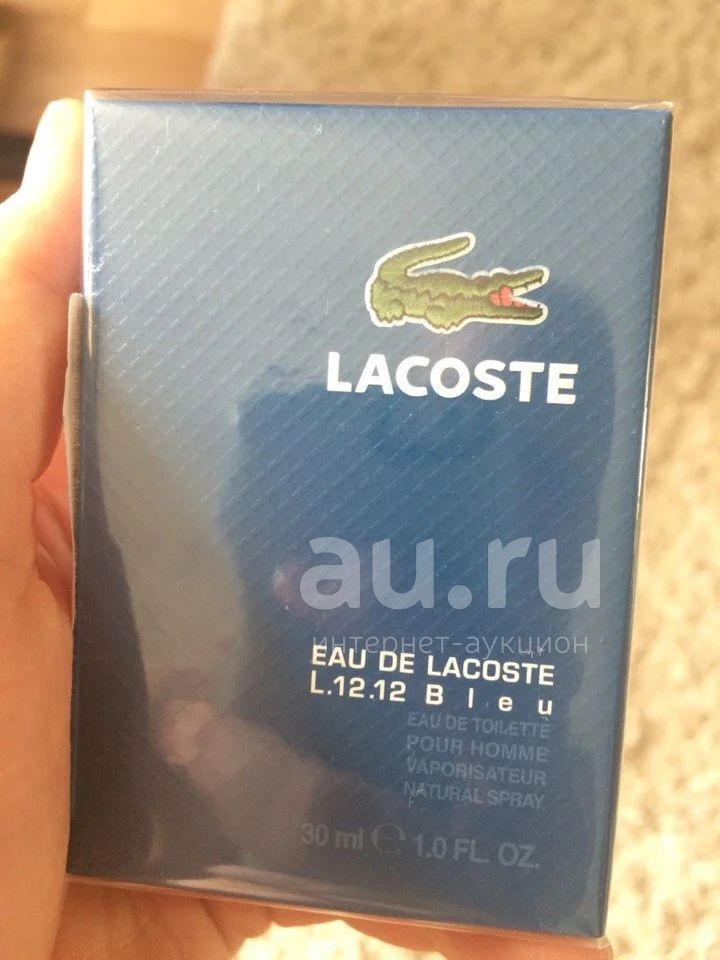 LACOSTE
au.ru
интернет-аукцион
EAU DE LACOSTE
L.12.12 Bleu
EAU DE TOILETTE
POUR HOMME
VAPORISATEUR
NATURAL SPRAY
30 ml ℮ 1.0 FL. OZ.